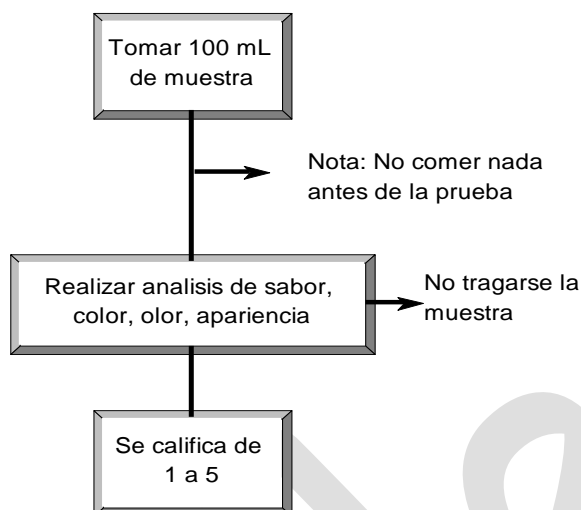 Tomar 100 mL
de muestra
Nota: No comer nada
antes de la prueba
Realizar analisis de sabor,
color, olor, apariencia
No tragarse la
muestra
Se califica de
1 a 5